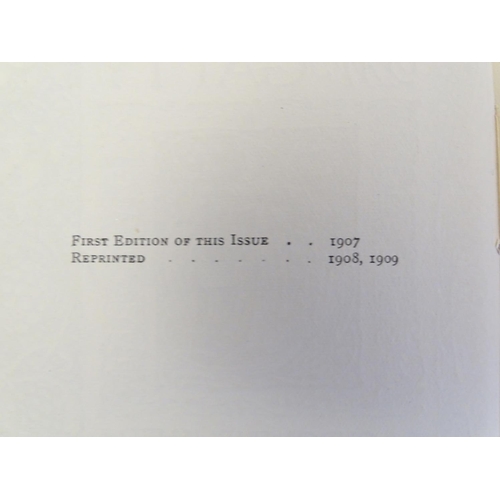 First Edition of this Issue . . 1907
Reprinted . . . . . . . 1908, 1909